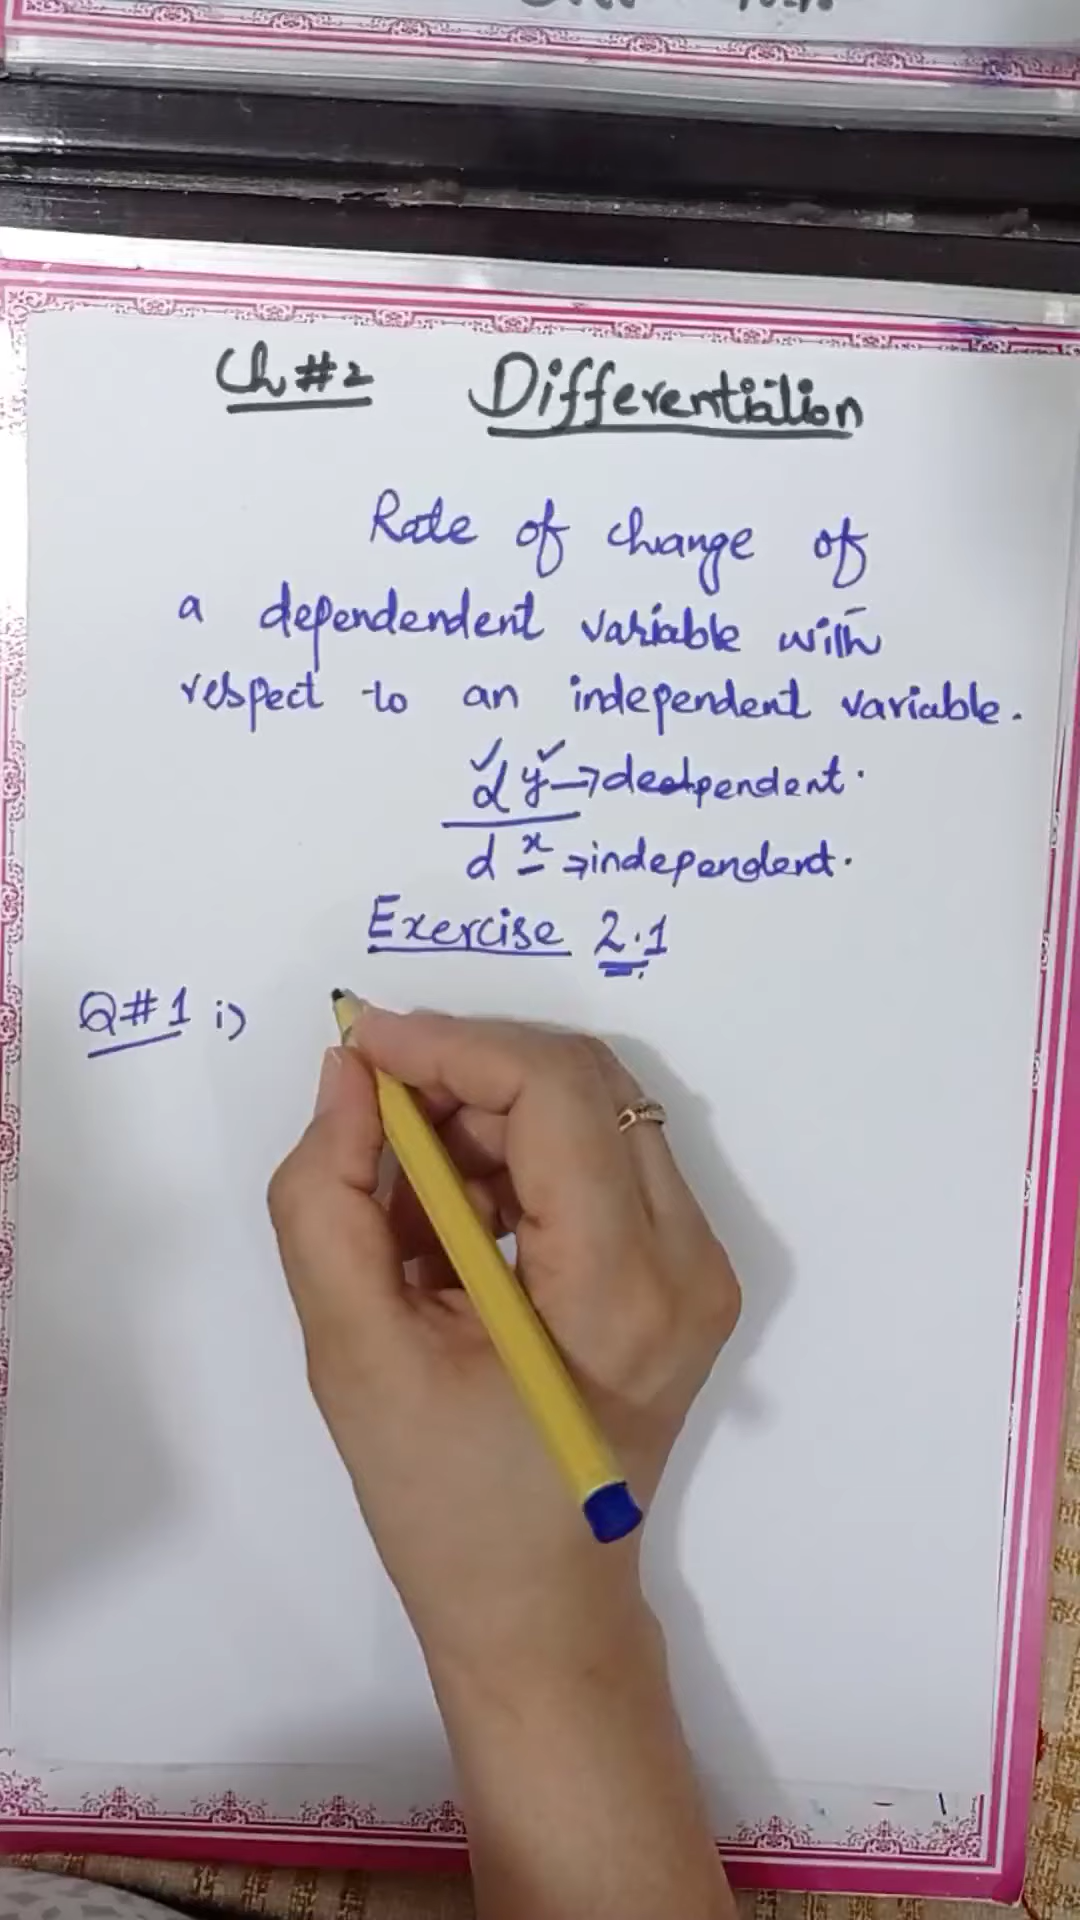 Ch #2 Differentiation
Rate of change of
a dependendent variable with
respect to an independent variable.
dy → dependent.
dx → independent.
Exercise 2.1
Q#1 i)